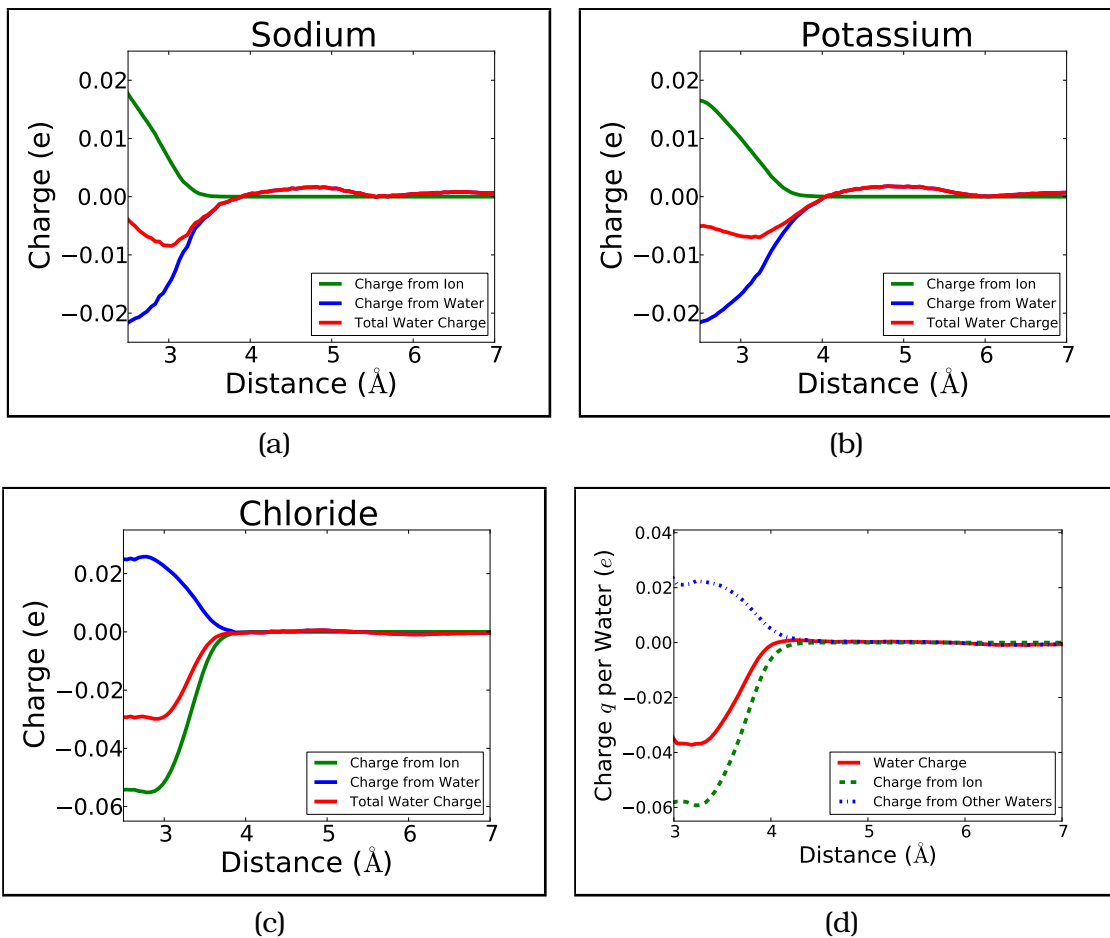 Sodium
Charge (e)
0.02
0.01
0.00
−0.01
−0.02
Charge from Ion
Charge from Water
Total Water Charge
3 4 5 6 7
Distance (Å)
(a)
Potassium
Charge (e)
0.02
0.01
0.00
−0.01
−0.02
Charge from Ion
Charge from Water
Total Water Charge
3 4 5 6 7
Distance (Å)
(b)
Chloride
Charge (e)
0.02
0.00
−0.02
−0.04
−0.06
Charge from Ion
Charge from Water
Total Water Charge
3 4 5 6 7
Distance (Å)
(c)
Charge q per Water (e)
0.04
0.02
0.00
−0.02
−0.04
−0.06
Water Charge
Charge from Ion
Charge from Other Waters
3 4 5 6 7
Distance (Å)
(d)